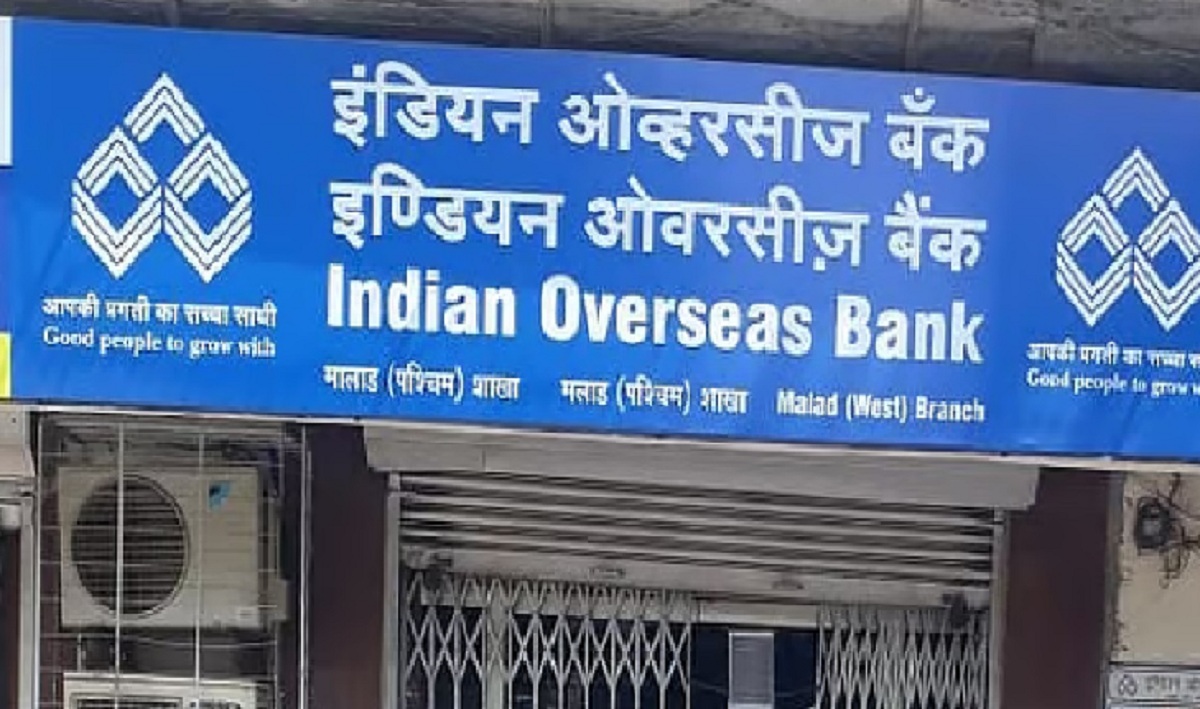 इंडियन ओव्हरसीज बँक
इण्डियन ओवरसीज़ बैंक
Indian Overseas Bank
मालाड (पश्चिम) शाखा मलाड (पश्चिम) शाखा Malad (West) Branch
आपकी प्रगती का सच्चा साथी
Good people to grow with
आपकी प्रगती का सच्चा
Good people to grow